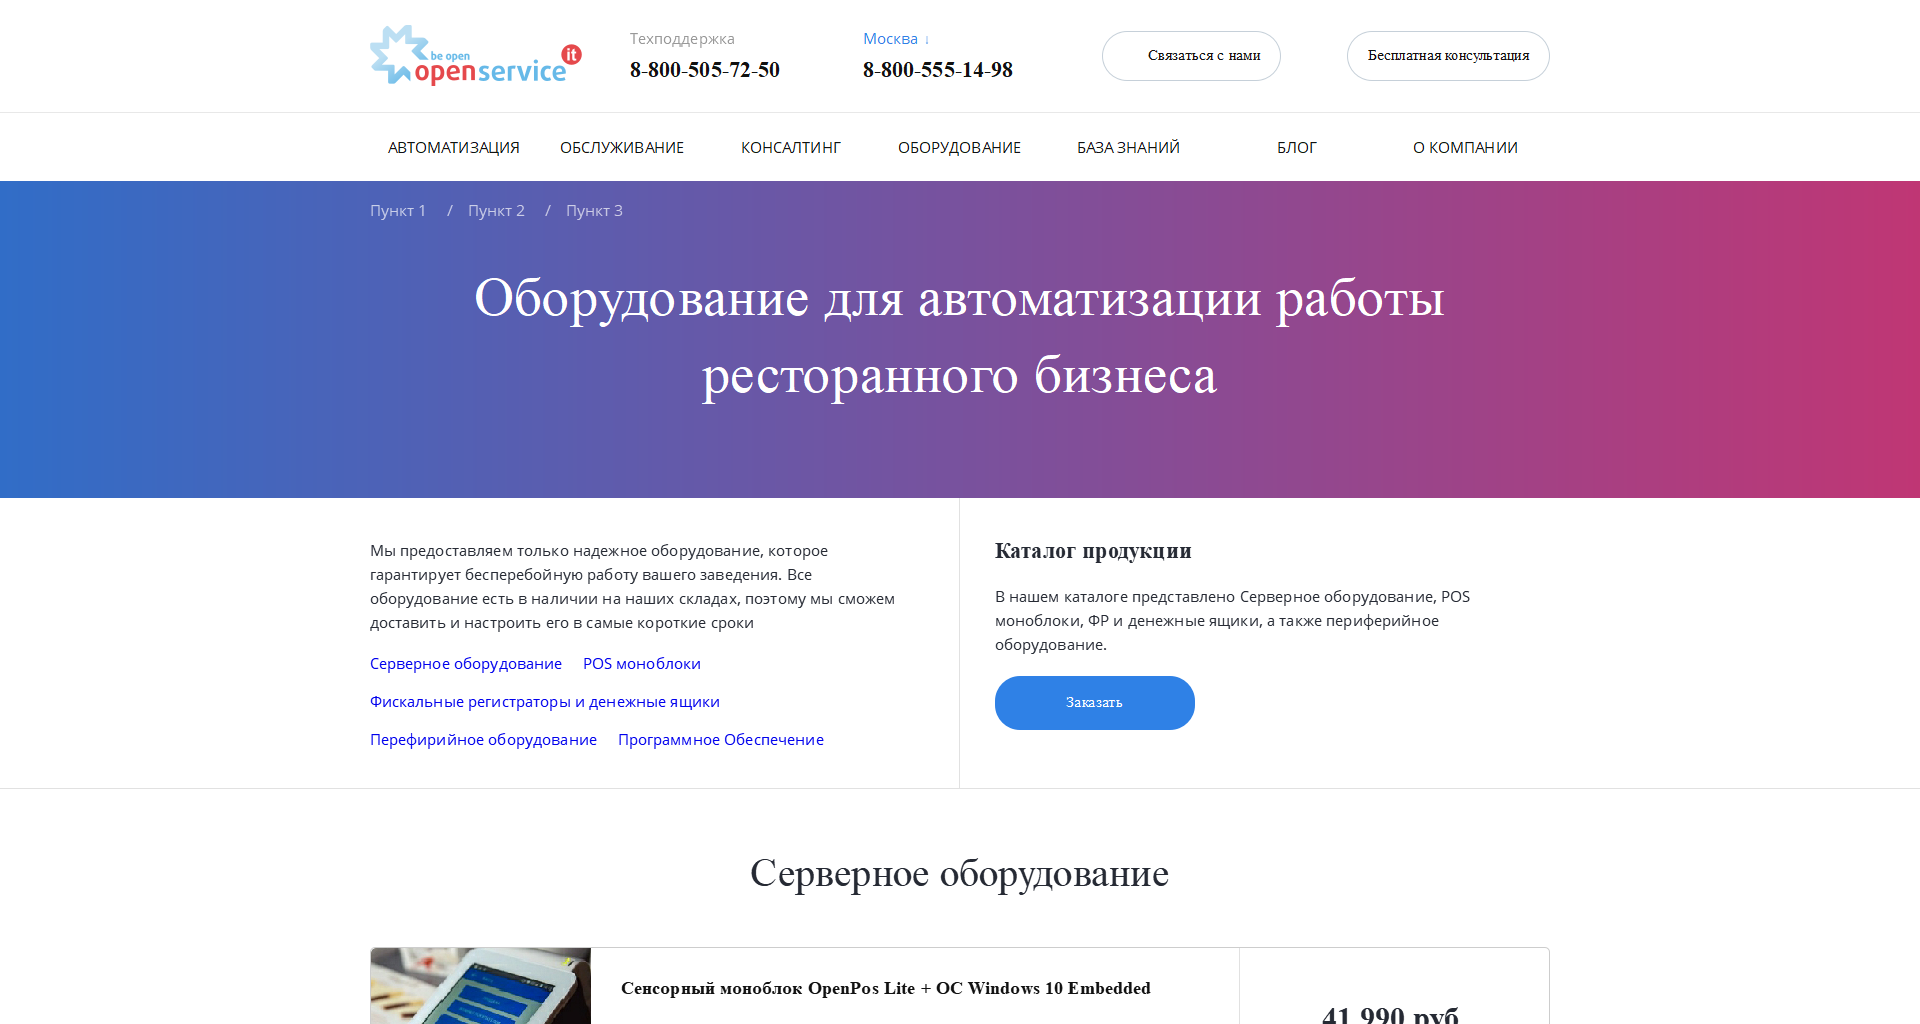 be open
openservice it
Техподдержка
8-800-505-72-50
Москва ↓
8-800-555-14-98
Связаться с нами
Бесплатная консультация
АВТОМАТИЗАЦИЯ ОБСЛУЖИВАНИЕ КОНСАЛТИНГ ОБОРУДОВАНИЕ БАЗА ЗНАНИЙ БЛОГ О КОМПАНИИ
Пункт 1 / Пункт 2 / Пункт 3
Оборудование для автоматизации работы
ресторанного бизнеса
Мы предоставляем только надежное оборудование, которое
гарантирует бесперебойную работу вашего заведения. Все
оборудование есть в наличии на наших складах, поэтому мы сможем
доставить и настроить его в самые короткие сроки
Серверное оборудование POS моноблоки
Фискальные регистраторы и денежные ящики
Перефирийное оборудование Программное Обеспечение
Каталог продукции
В нашем каталоге представлено Серверное оборудование, POS
моноблоки, ФР и денежные ящики, а также периферийное
оборудование.
Заказать
Серверное оборудование
Сенсорный моноблок OpenPos Lite + ОС Windows 10 Embedded
41 990 руб